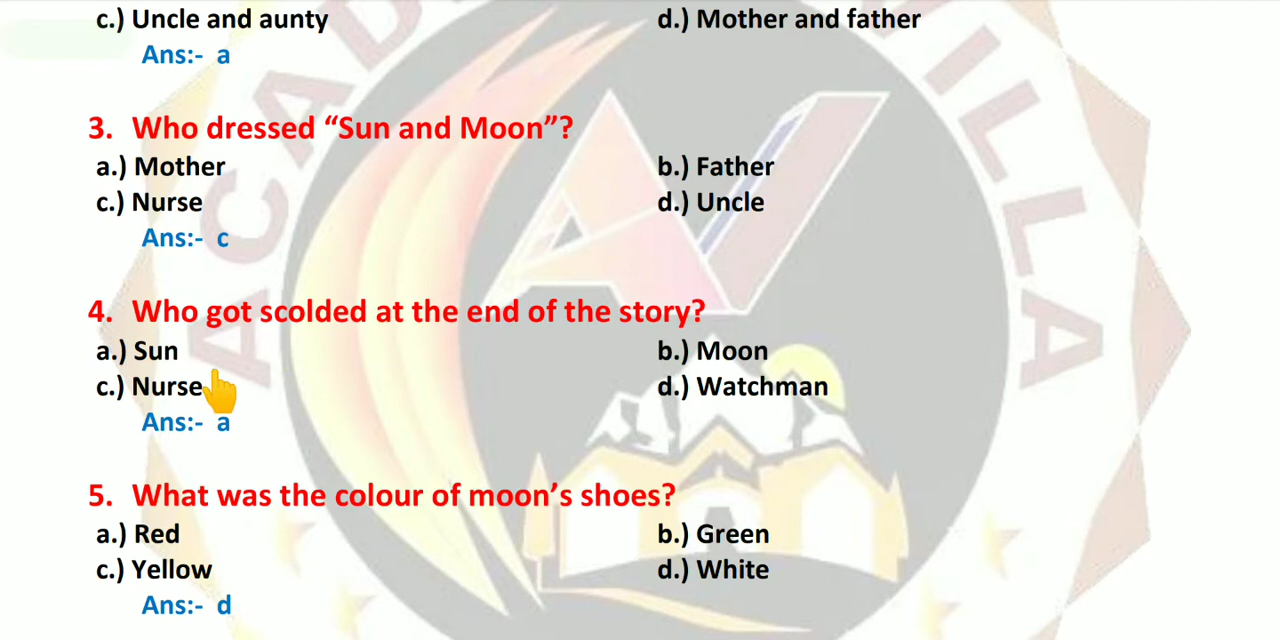 c.) Uncle and aunty d.) Mother and father
Ans:- a
3. Who dressed “Sun and Moon”?
a.) Mother b.) Father
c.) Nurse d.) Uncle
Ans:- c
4. Who got scolded at the end of the story?
a.) Sun b.) Moon
c.) Nurse d.) Watchman
Ans:- a
5. What was the colour of moon’s shoes?
a.) Red b.) Green
c.) Yellow d.) White
Ans:- d